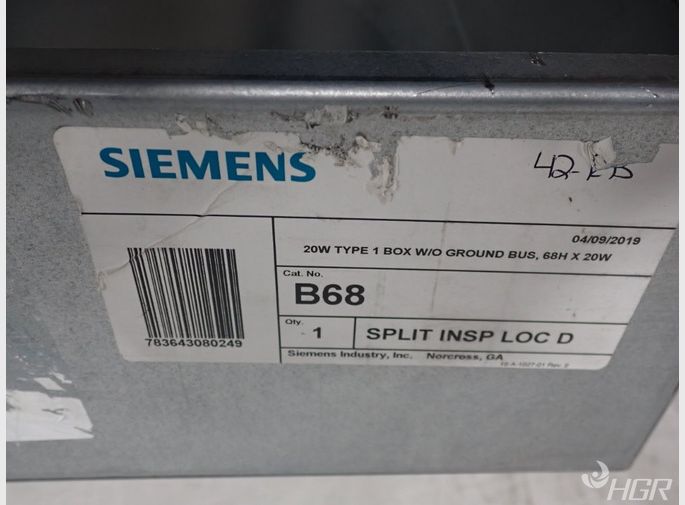 SIEMENS
04/09/2019
20W TYPE 1 BOX W/O GROUND BUS, 68H X 20W
Cat. No.
B68
Qty.
1
SPLIT INSP LOC D
783643080249
Siemens Industry, Inc. Norcross, GA
HGR